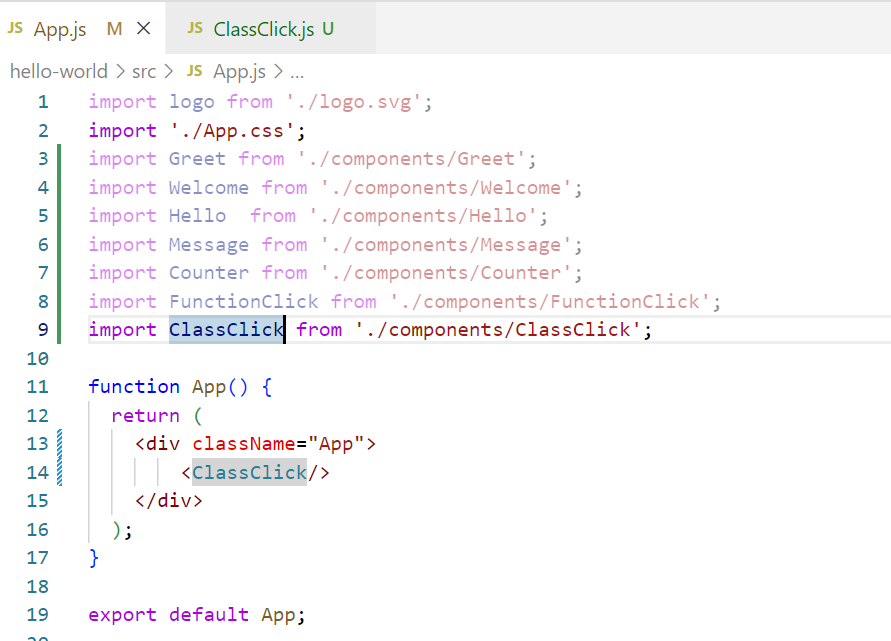 JS App.js M
JS ClassClick.js U
hello-world > src > JS App.js > ...
1 import logo from './logo.svg';
2 import './App.css';
3 import Greet from './components/Greet';
4 import Welcome from './components/Welcome';
5 import Hello  from './components/Hello';
6 import Message from './components/Message';
7 import Counter from './components/Counter';
8 import FunctionClick from './components/FunctionClick';
9 import ClassClick from './components/ClassClick';
10
11 function App() {
12   return (
13     <div className="App">
14         <ClassClick/>
15     </div>
16   );
17 }
18
19 export default App;